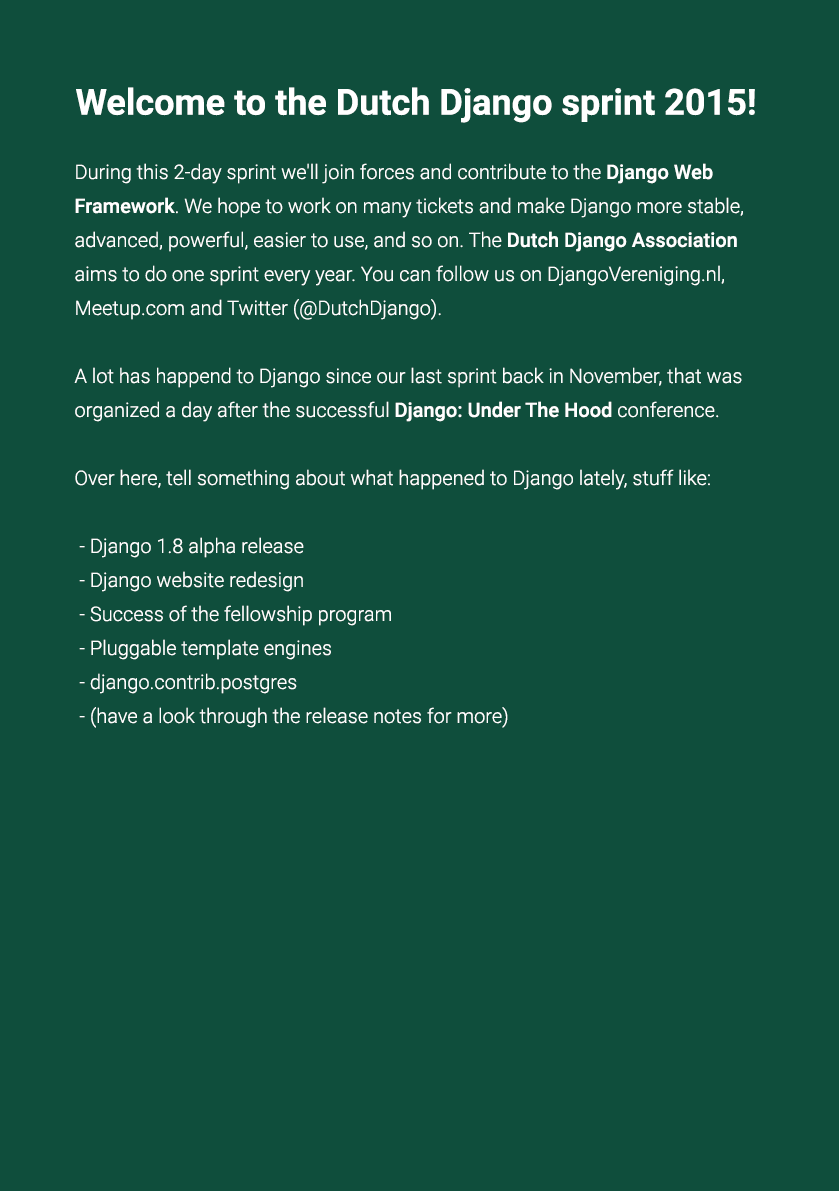 Welcome to the Dutch Django sprint 2015!
During this 2-day sprint we'll join forces and contribute to the Django Web
Framework. We hope to work on many tickets and make Django more stable,
advanced, powerful, easier to use, and so on. The Dutch Django Association
aims to do one sprint every year. You can follow us on DjangoVereniging.nl,
Meetup.com and Twitter (@DutchDjango).
A lot has happend to Django since our last sprint back in November, that was
organized a day after the successful Django: Under The Hood conference.
Over here, tell something about what happened to Django lately, stuff like:
- Django 1.8 alpha release
- Django website redesign
- Success of the fellowship program
- Pluggable template engines
- django.contrib.postgres
- (have a look through the release notes for more)